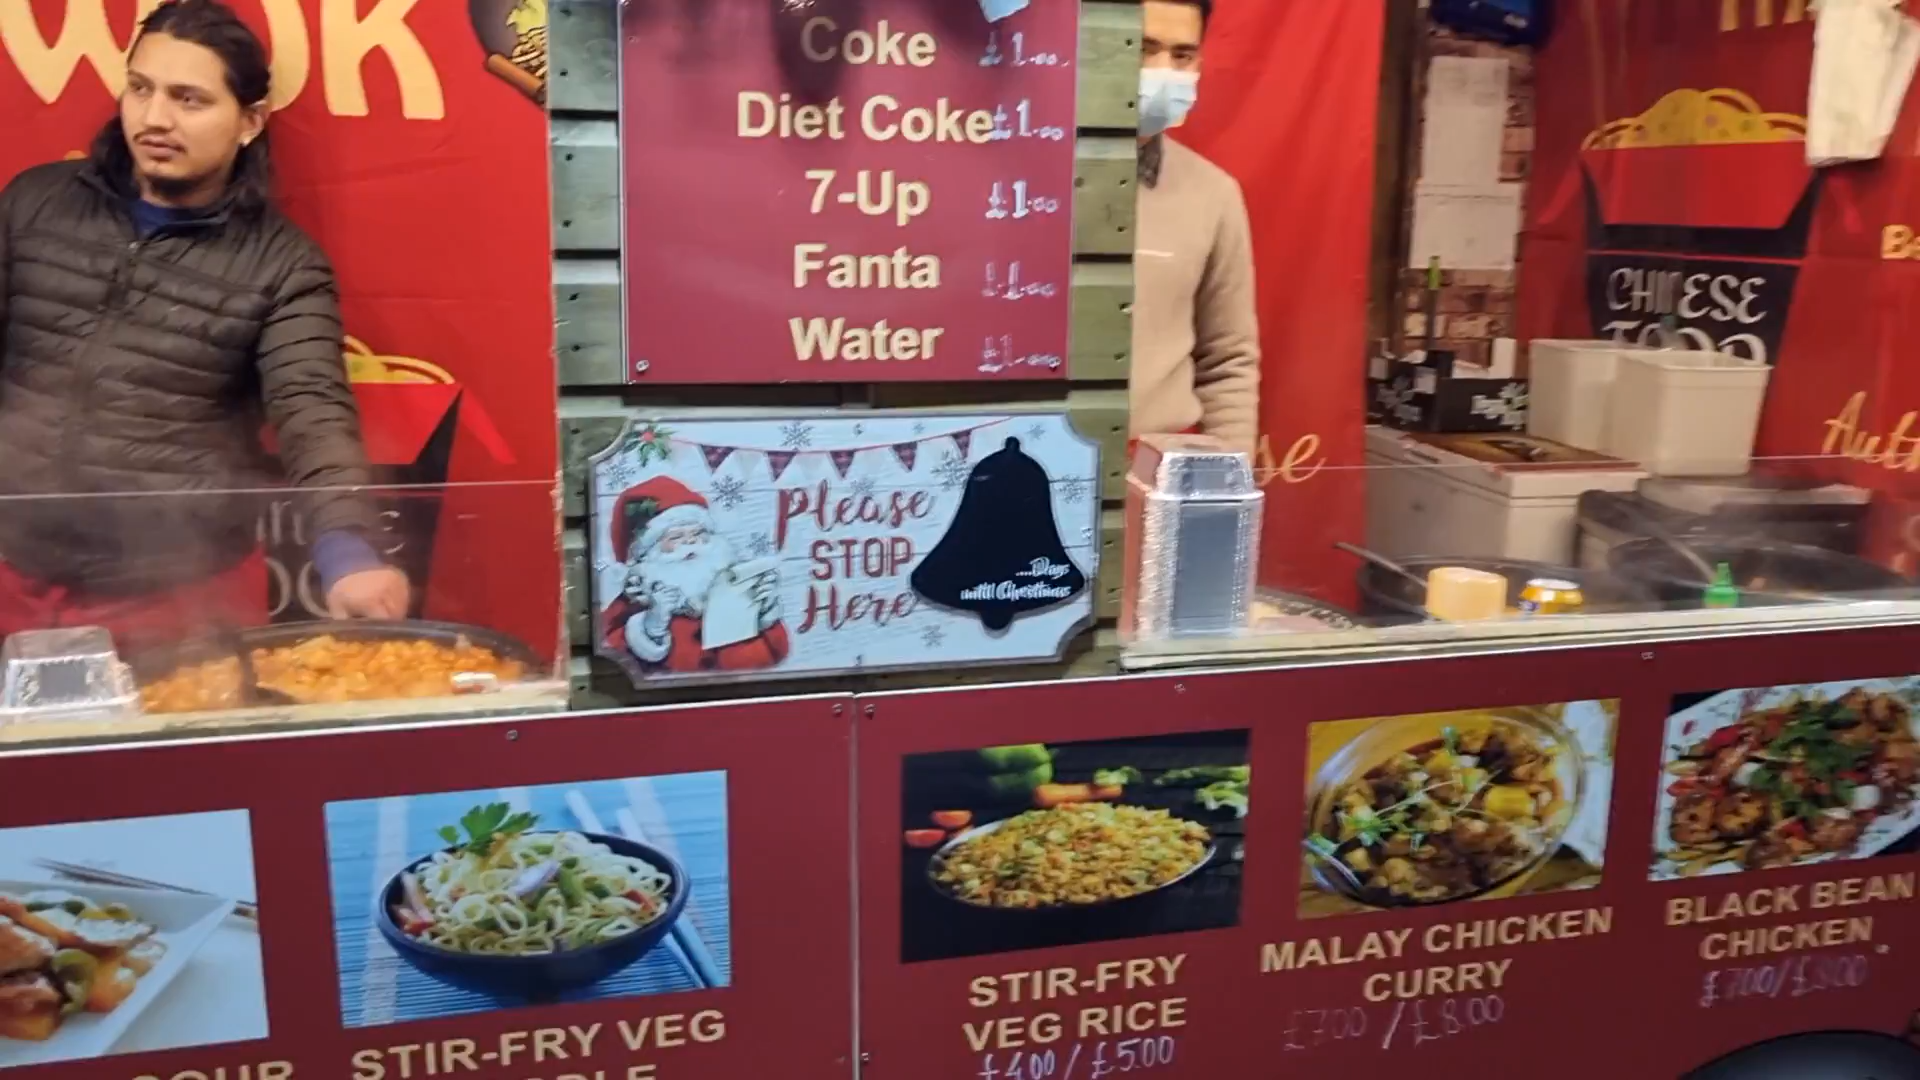 WOK
Coke £1.00
Diet Coke £1.00
7-Up £1.00
Fanta £1.00
Water £1.00
CHINESE
FOOD
Please
STOP
Here
....Days
until Christmas
STIR-FRY VEG
STIR-FRY
VEG RICE
£4.00/£5.00
MALAY CHICKEN
CURRY
£7.00/£8.00
BLACK BEAN
CHICKEN
£7.00/£8.00